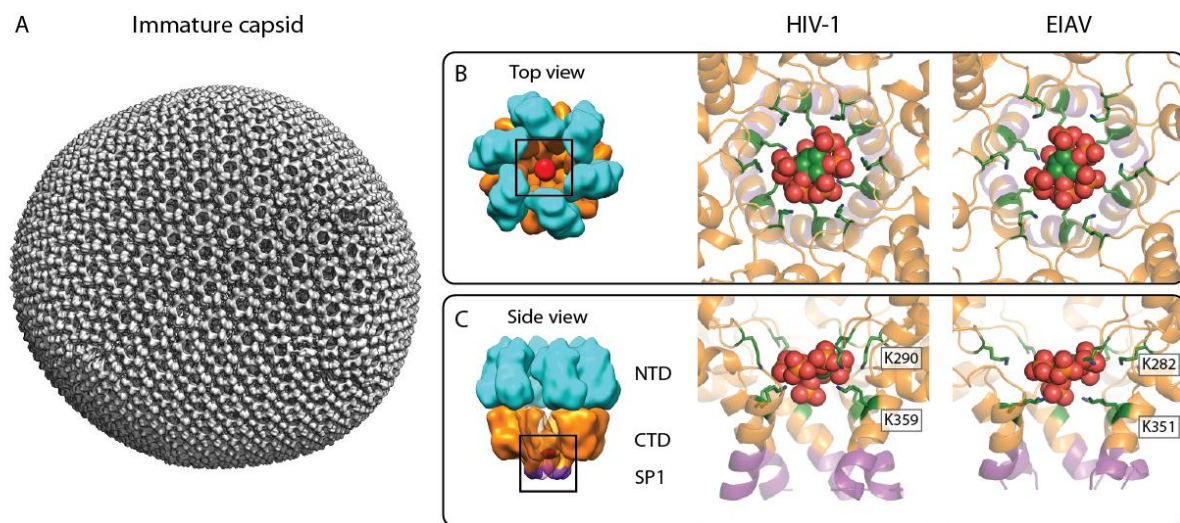 A
Immature capsid
HIV-1
EIAV
B
Top view
C
Side view
NTD
CTD
SP1
K290
K359
K282
K351